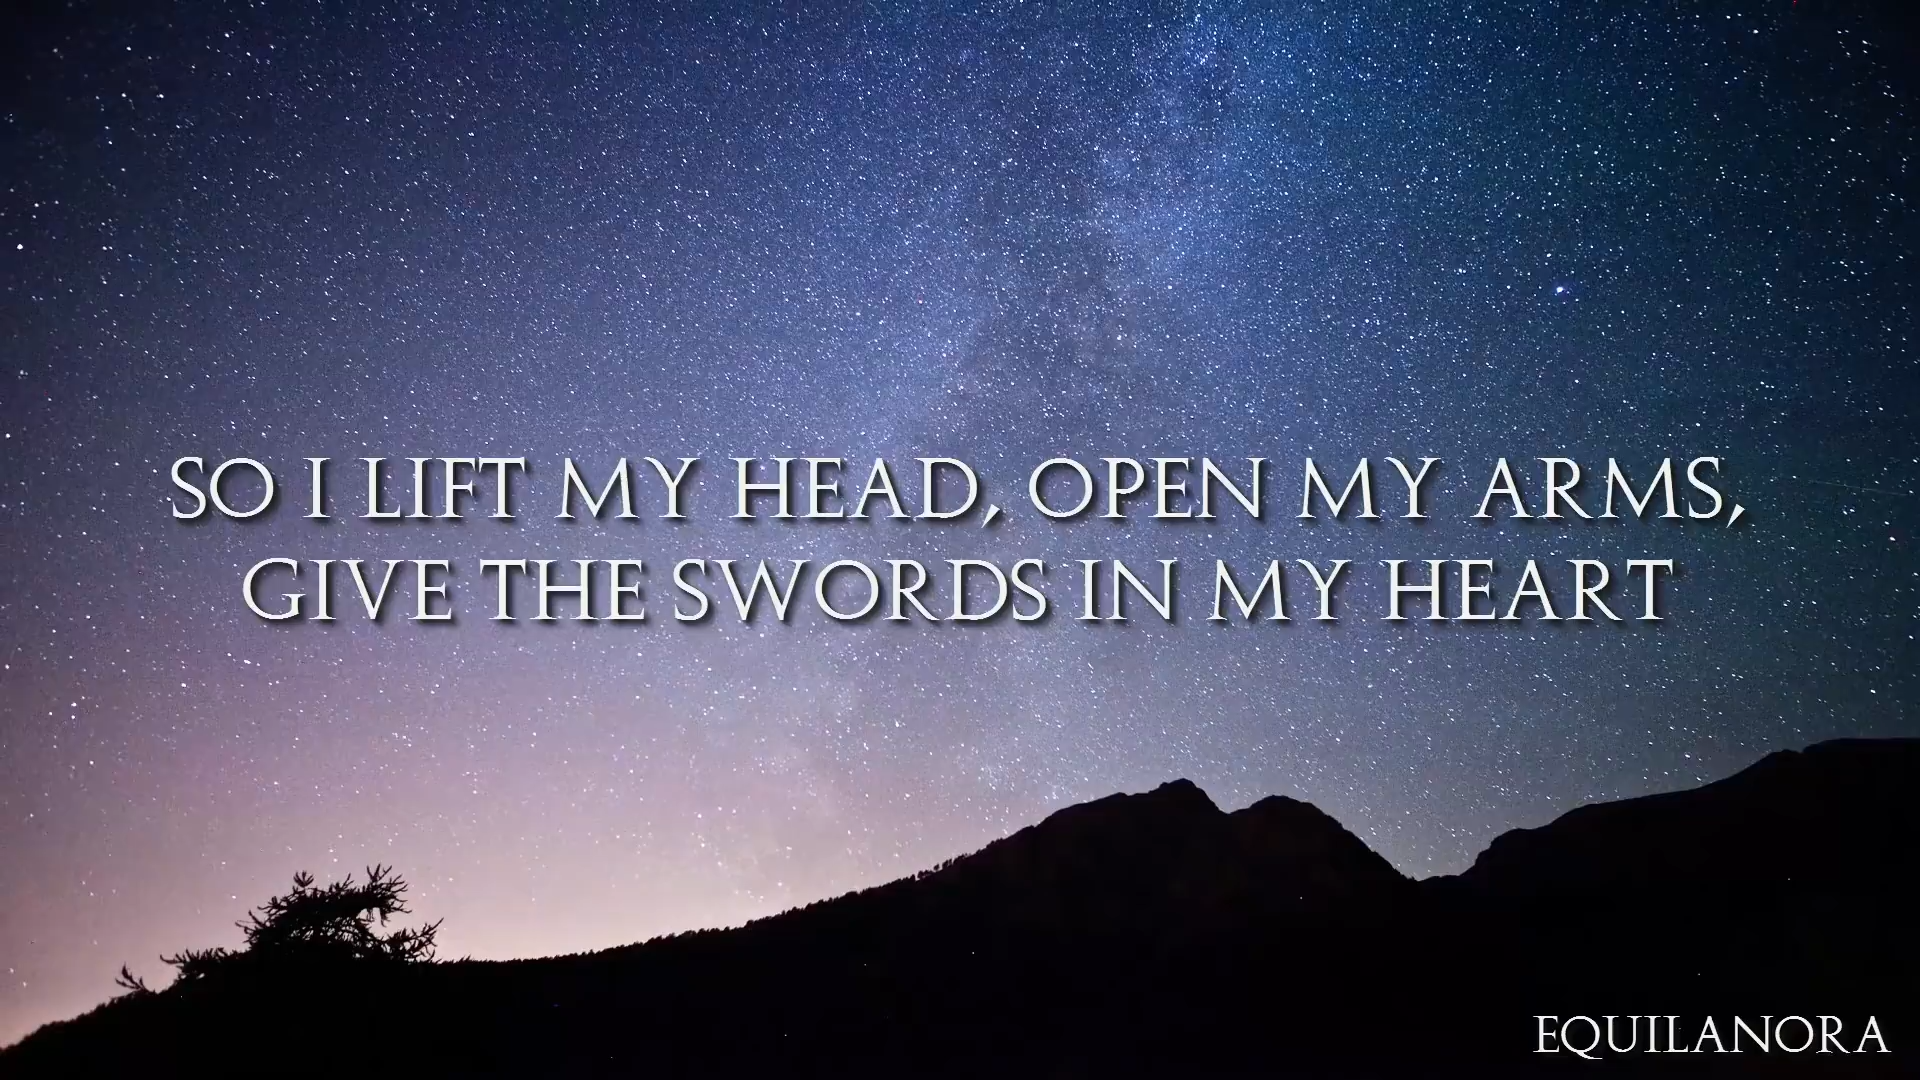 SO I LIFT MY HEAD, OPEN MY ARMS,
GIVE THE SWORDS IN MY HEART
EQUILANORA